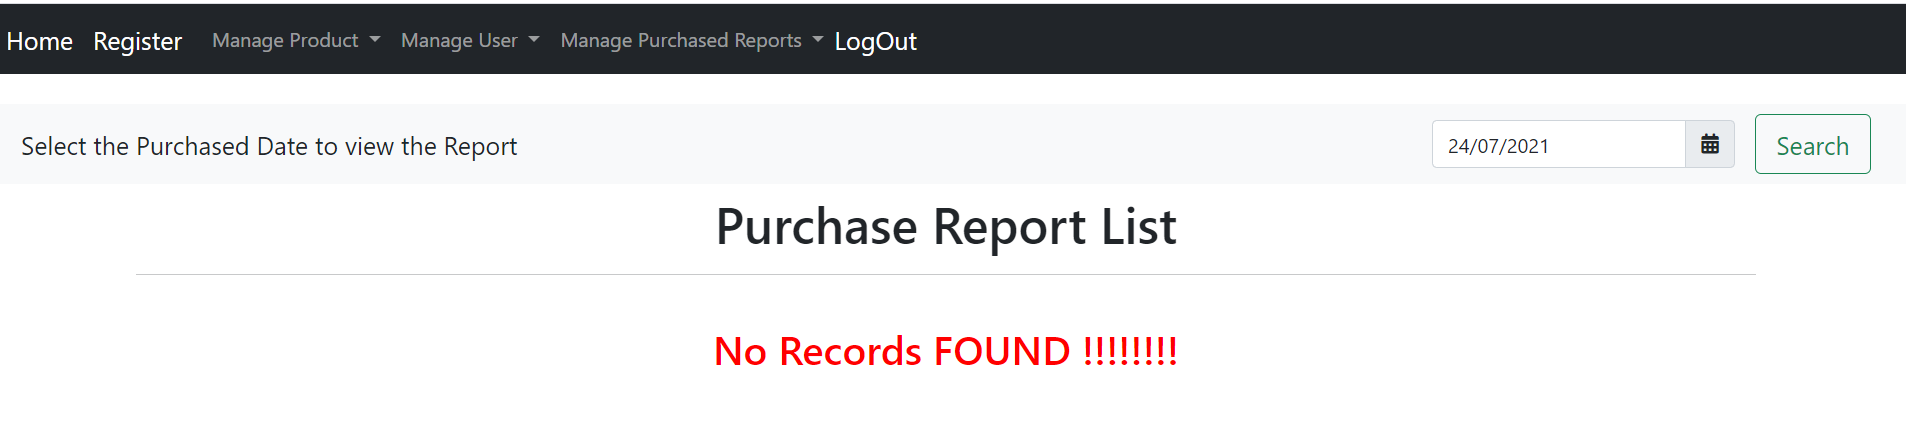 Home Register Manage Product Manage User Manage Purchased Reports LogOut
Select the Purchased Date to view the Report 24/07/2021 Search
Purchase Report List
No Records FOUND !!!!!!!!